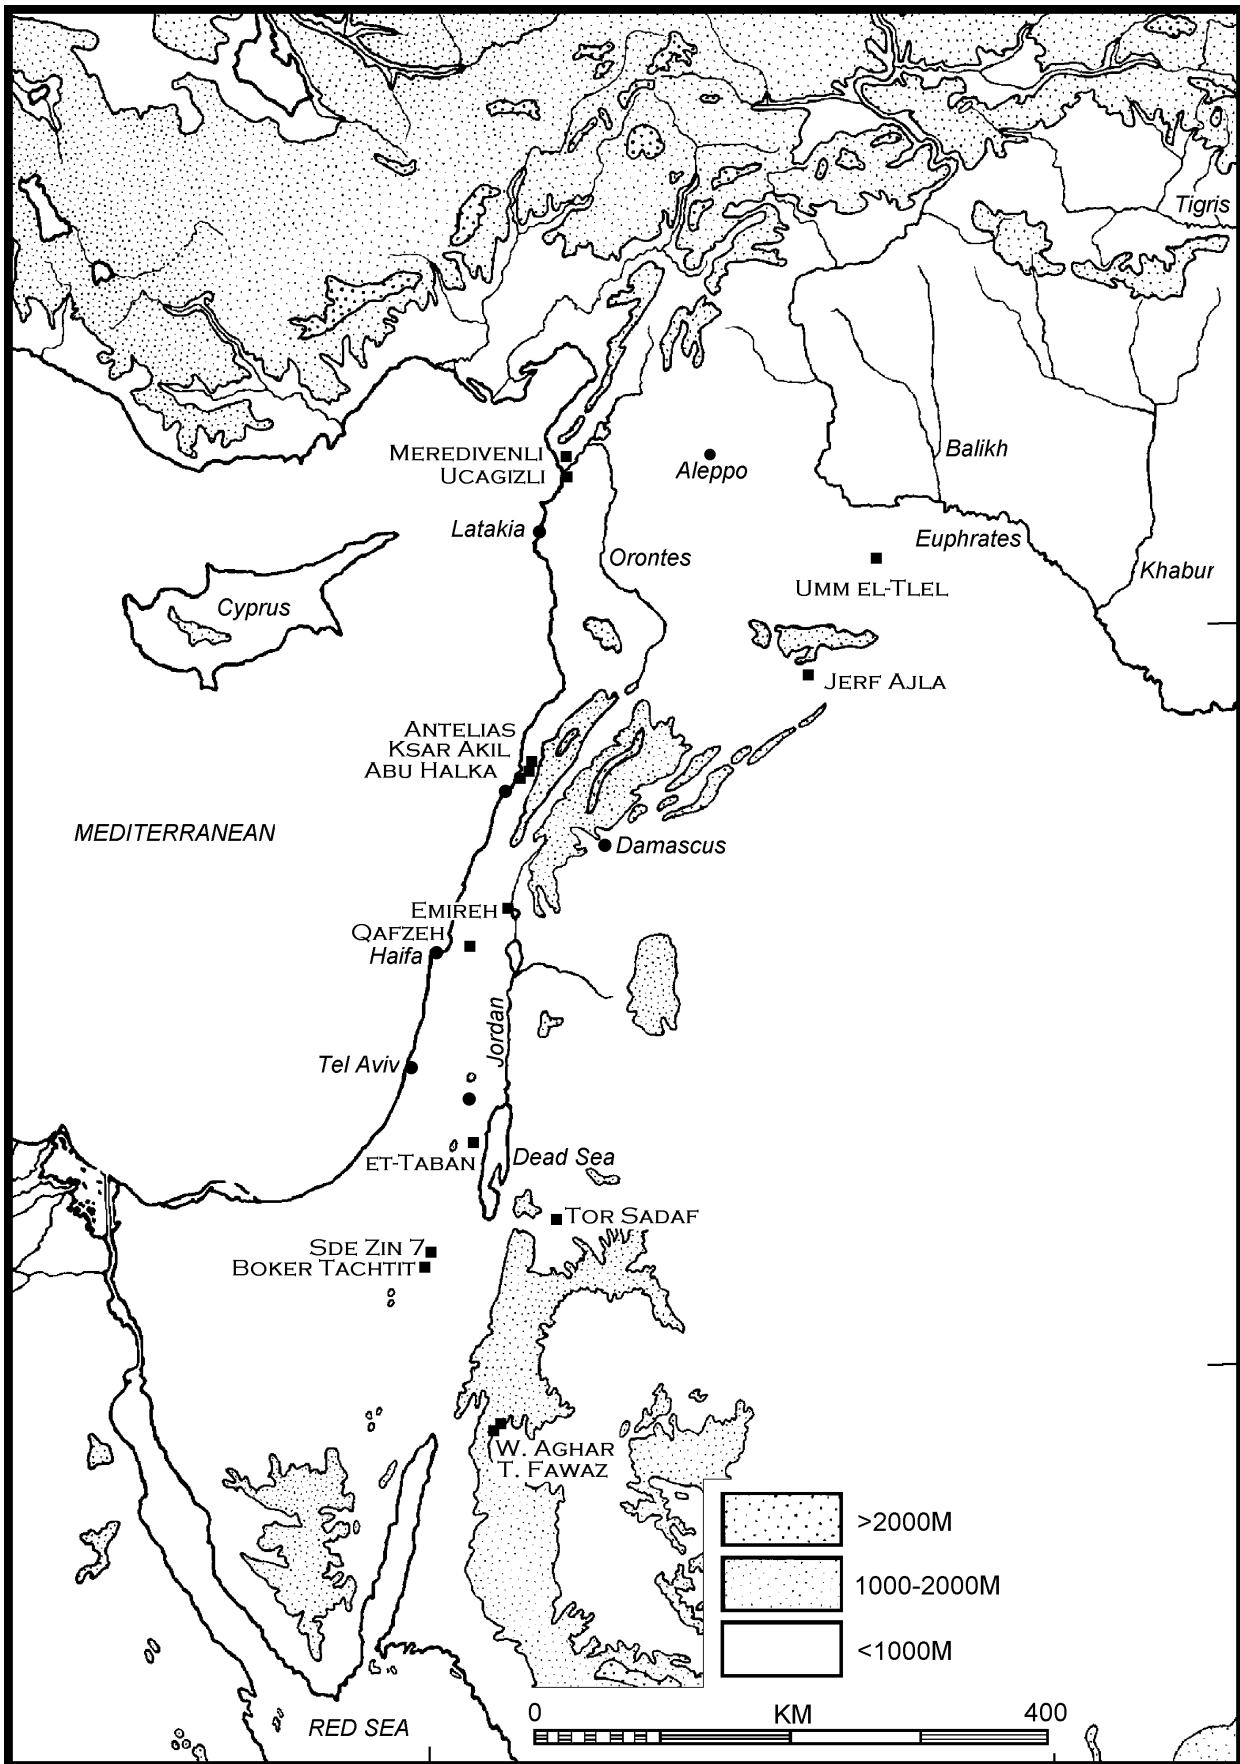 Tigris
MEREDIVENLI
UCAGIZLI
Aleppo
Balikh
Latakia
Orontes
Euphrates
Khabur
UMM EL-TLEL
Cyprus
JERF AJLA
ANTELIAS
KSAR AKIL
ABU HALKA
MEDITERRANEAN
Damascus
EMIREH
QAFZEH
Haifa
Jordan
Tel Aviv
ET-TABAN
Dead Sea
TOR SADAF
SDE ZIN 7
BOKER TACHTIT
W. AGHAR
T. FAWAZ
>2000M
1000-2000M
<1000M
0 KM 400
RED SEA